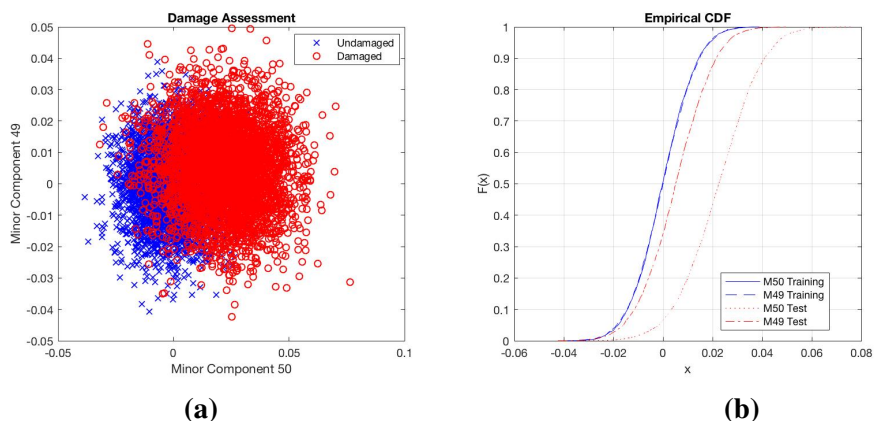 Damage Assessment
0.05
0.04
0.03
0.02
0.01
0
-0.01
-0.02
-0.03
-0.04
-0.05
Minor Component 49
Undamaged
Damaged
-0.05
0
0.05
0.1
Minor Component 50
(a)
Empirical CDF
1
0.9
0.8
0.7
0.6
0.5
0.4
0.3
0.2
0.1
0
F(x)
M50 Training
M49 Training
M50 Test
M49 Test
-0.06
-0.04
-0.02
0
0.02
0.04
0.06
0.08
x
(b)